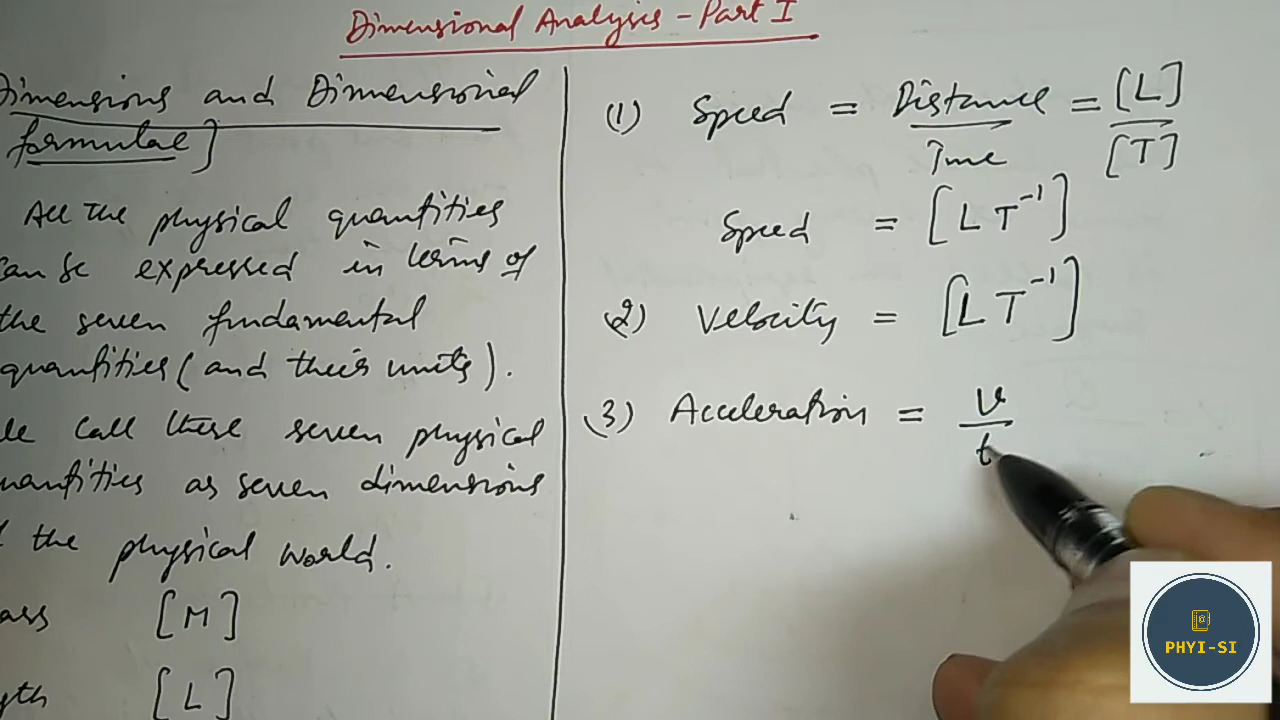 Dimensional Analysis - Part I
Dimensions and Dimensional
formulae]
All the physical quantities
can be expressed in terms of
the seven fundamental
quantities (and their units).
call these seven physical
quantities as seven dimensions
the physical world.
[M]
[L]
(1) Speed = Distance / Time = [L] / [T]
Speed = [L T⁻¹]
(2) Velocity = [L T⁻¹]
(3) Acceleration = v / t
PHYI-SI